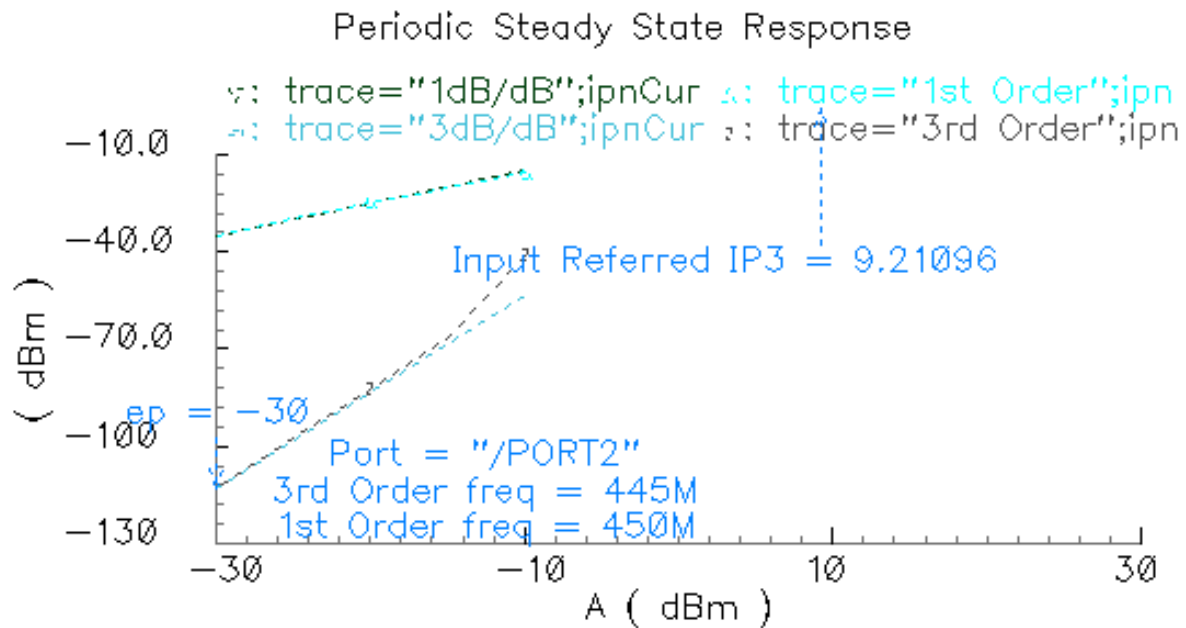 Periodic Steady State Response
v: trace="1dB/dB";ipnCur ʌ: trace="1st Order";ipn
trace="3dB/dB";ipnCur trace="3rd Order";ipn
-10.0
-40.0
Input Referred IP3 = 9.21096
( dBm )
-70.0
ep = -30
-100
Port = "/PORT2"
3rd Order freq = 445M
1st Order freq = 450M
-130
-30 -10 10 30
A ( dBm )